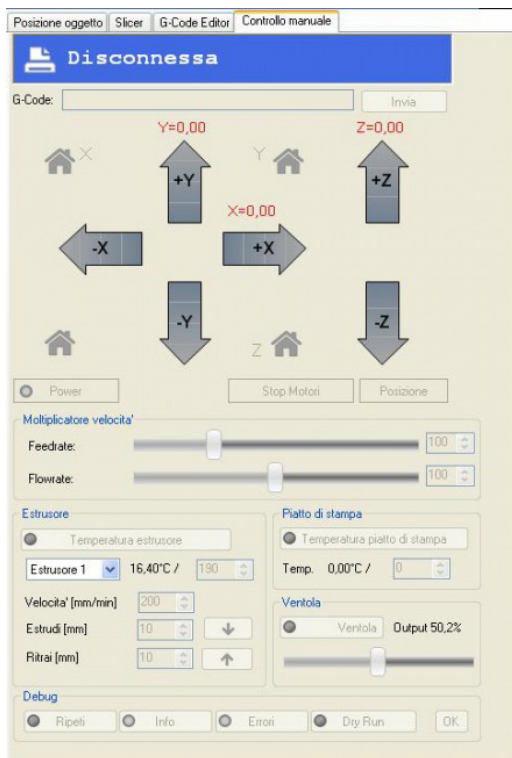 Posizione oggetto Slicer G-Code Editor Controllo manuale
Disconnessa
G-Code: Invia
Y=0,00 Z=0,00
X Y
+Y +Z
X=0,00
-X +X
-Y -Z
Z
Power Stop Motori Posizione
Moltiplicatore velocita'
Feedrate: 100
Flowrate: 100
Estrusore Piatto di stampa
Temperatura estrusore Temperatura piatto di stampa
Estrusore 1 16,40°C / 190 Temp. 0,00°C / 0
Velocita' [mm/min] 200 Ventola
Estrudi [mm] 10 Ventola Output 50,2%
Ritrai [mm] 10
Debug
Ripeti Info Errori Dry Run OK